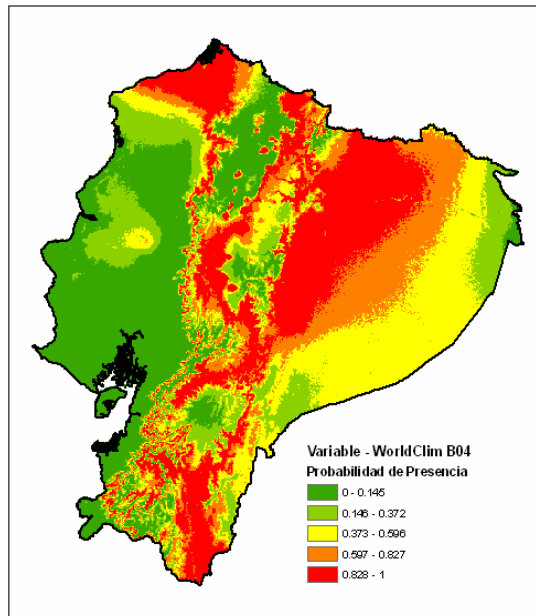 Variable - WorldClim B04
Probabilidad de Presencia
0 - 0.145
0.146 - 0.372
0.373 - 0.596
0.597 - 0.827
0.828 - 1